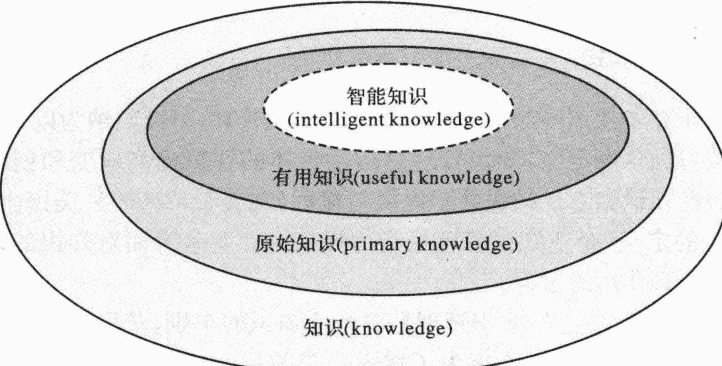 智能知识
(intelligent knowledge)
有用知识(useful knowledge)
原始知识(primary knowledge)
知识(knowledge)